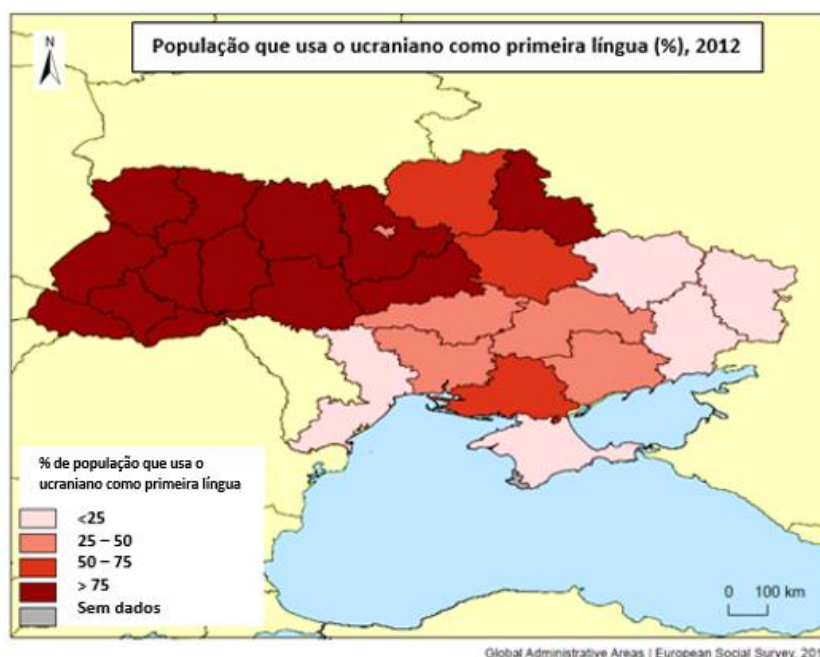 População que usa o ucraniano como primeira língua (%), 2012
N
% de população que usa o
ucraniano como primeira língua
<25
25 – 50
50 – 75
> 75
Sem dados
0 100 km
Global Administrative Areas | European Social Survey, 201